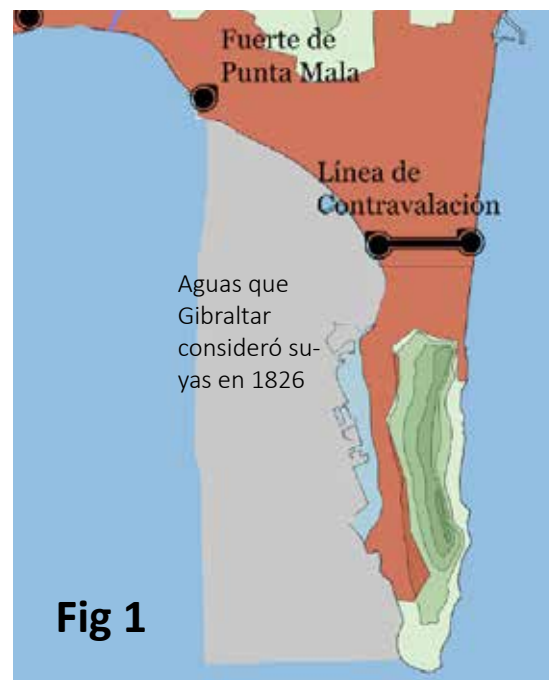 Fuerte de
Punta Mala
Línea de
Contravalación
Aguas que
Gibraltar
consideró su-
yas en 1826
Fig 1